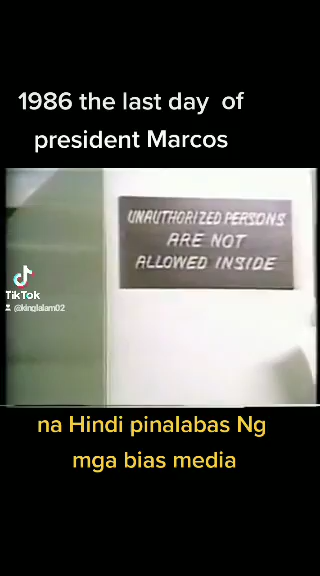 1986 the last day of
president Marcos
UNAUTHORIZED PERSONS
ARE NOT
ALLOWED INSIDE
TikTok
@kinglalam02
na Hindi pinalabas Ng
mga bias media